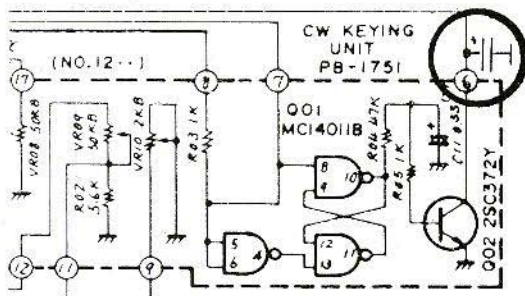 CW KEYING
UNIT
PB-1751
(NO.12··)
17
8
7
6
VR08 50KB
VR09
50KB
VR10 2KB
R03 1K
Q01
MC14011B
R04 47K
R05 1K
C11 0.33
R02
5.6K
8
9
10
12
13
11
5
6
4
Q02 2SC372Y
12
11
9